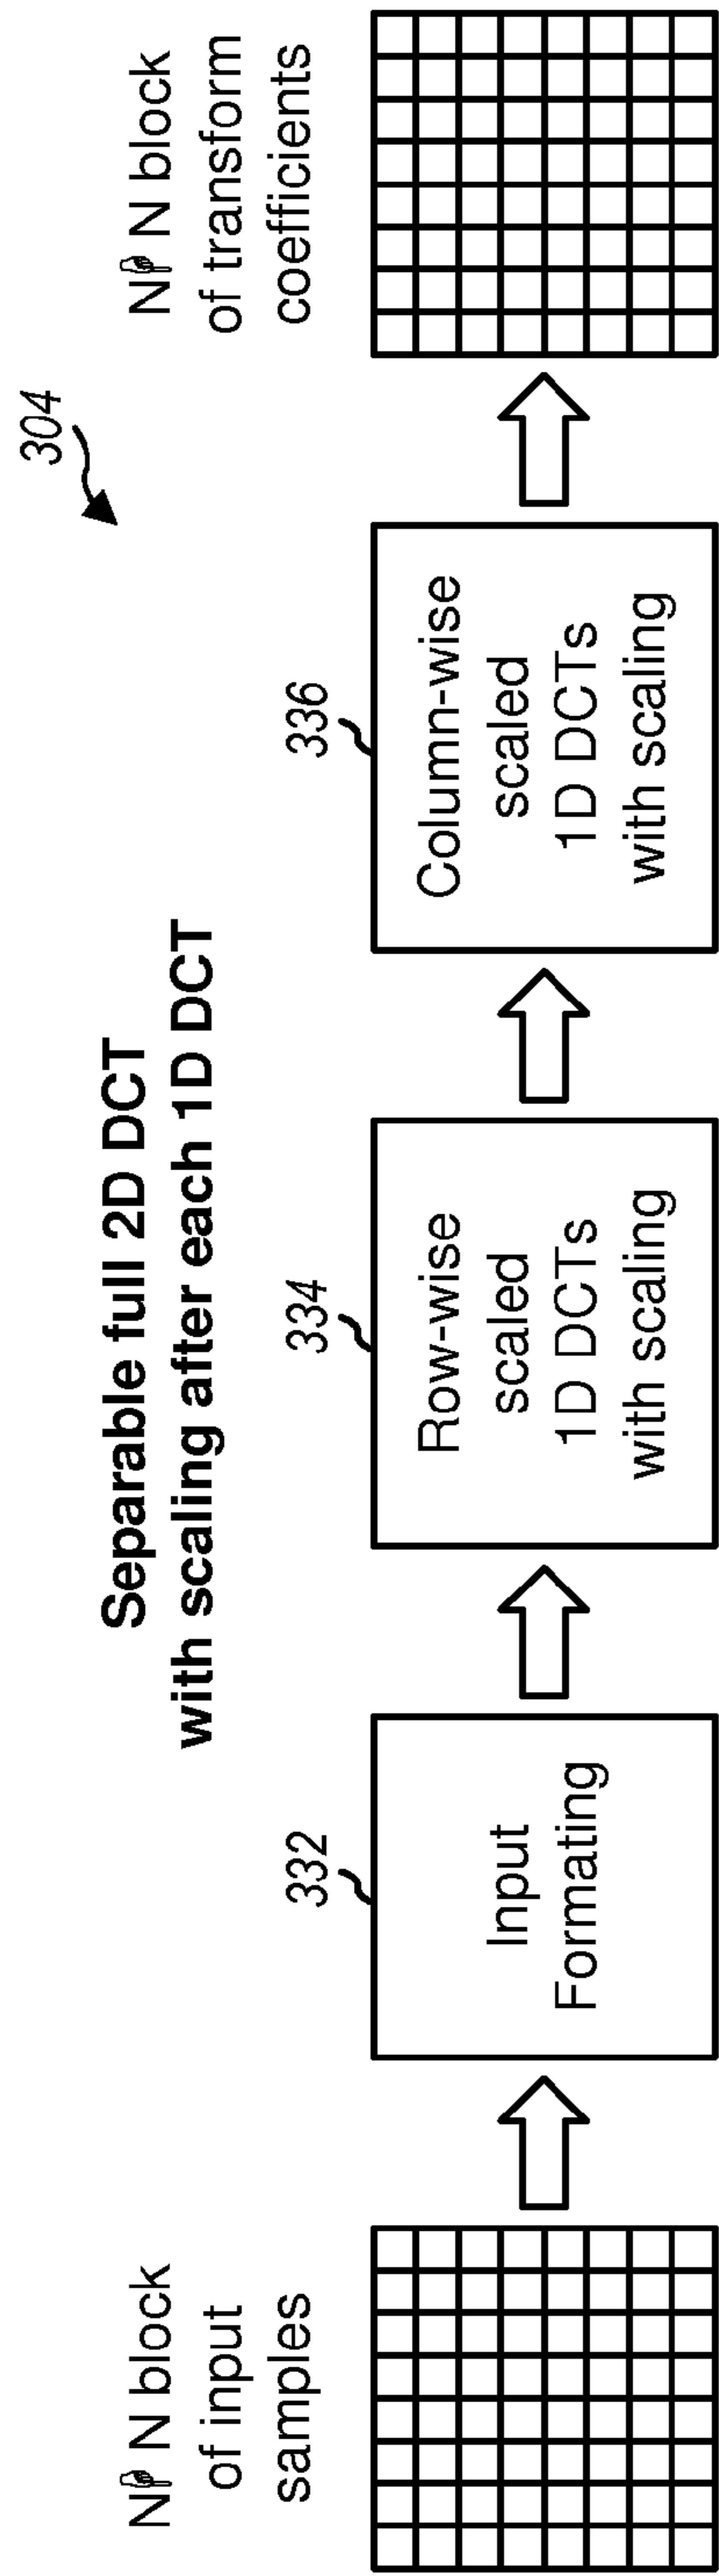 Separable full 2D DCT
with scaling after each 1D DCT
304
N☟ N block
of input
samples
332
Input
Formating
334
Row-wise
scaled
1D DCTs
with scaling
336
Column-wise
scaled
1D DCTs
with scaling
N☟ N block
of transform
coefficients